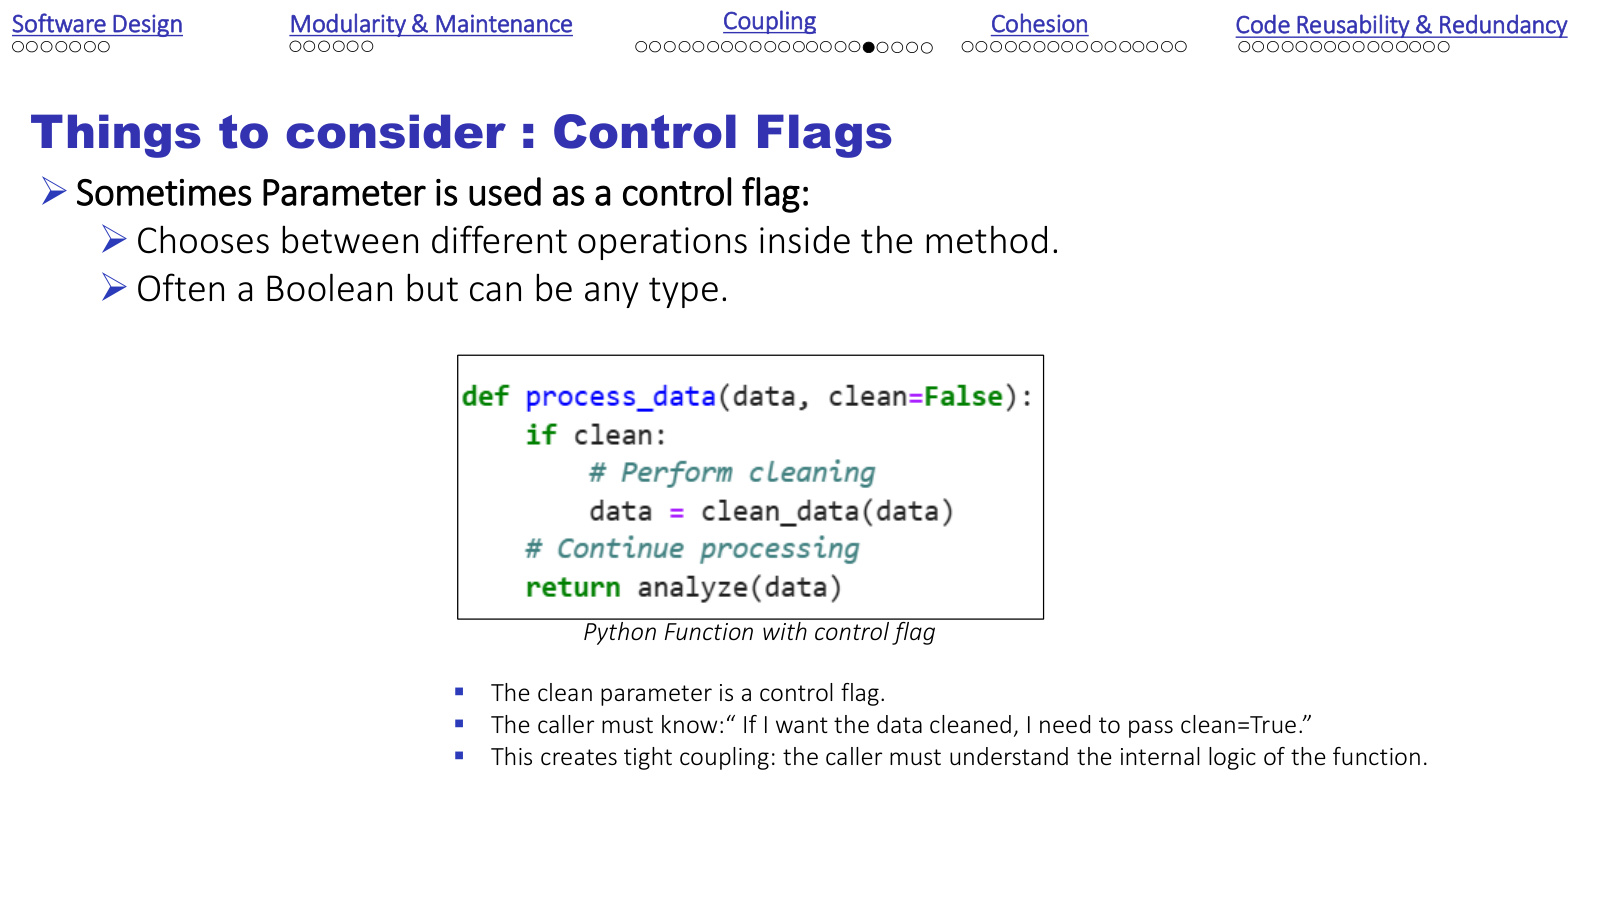 Software Design
Modularity & Maintenance
Coupling
Cohesion
Code Reusability & Redundancy
Things to consider : Control Flags
Sometimes Parameter is used as a control flag:
Chooses between different operations inside the method.
Often a Boolean but can be any type.
def process_data(data, clean=False):
    if clean:
        # Perform cleaning
        data = clean_data(data)
    # Continue processing
    return analyze(data)
Python Function with control flag
The clean parameter is a control flag.
The caller must know:“ If I want the data cleaned, I need to pass clean=True.”
This creates tight coupling: the caller must understand the internal logic of the function.